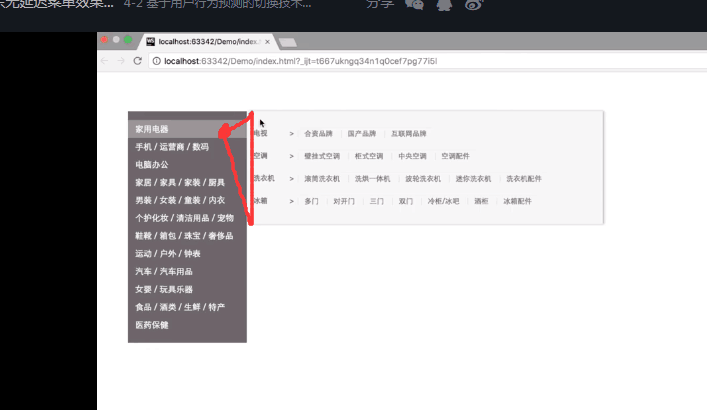 东无延迟菜单效果... 4-2 基于用户行为预测的切换技术... 分享
localhost:63342/Demo/index.
localhost:63342/Demo/index.html?_ijt=t667ukngq34n1q0cef7pg77l5l
家用电器
手机 / 运营商 / 数码
电脑办公
家居 / 家具 / 家装 / 厨具
男装 / 女装 / 童装 / 内衣
个护化妆 / 清洁用品 / 宠物
鞋靴 / 箱包 / 珠宝 / 奢侈品
运动 / 户外 / 钟表
汽车 / 汽车用品
女婴 / 玩具乐器
食品 / 酒类 / 生鲜 / 特产
医药保健
电视 > 合资品牌 国产品牌 互联网品牌
空调 > 壁挂式空调 柜式空调 中央空调 空调配件
洗衣机 > 滚筒洗衣机 洗烘一体机 波轮洗衣机 迷你洗衣机 洗衣机配件
冰箱 > 多门 对开门 三门 双门 冷柜/冰吧 酒柜 冰箱配件